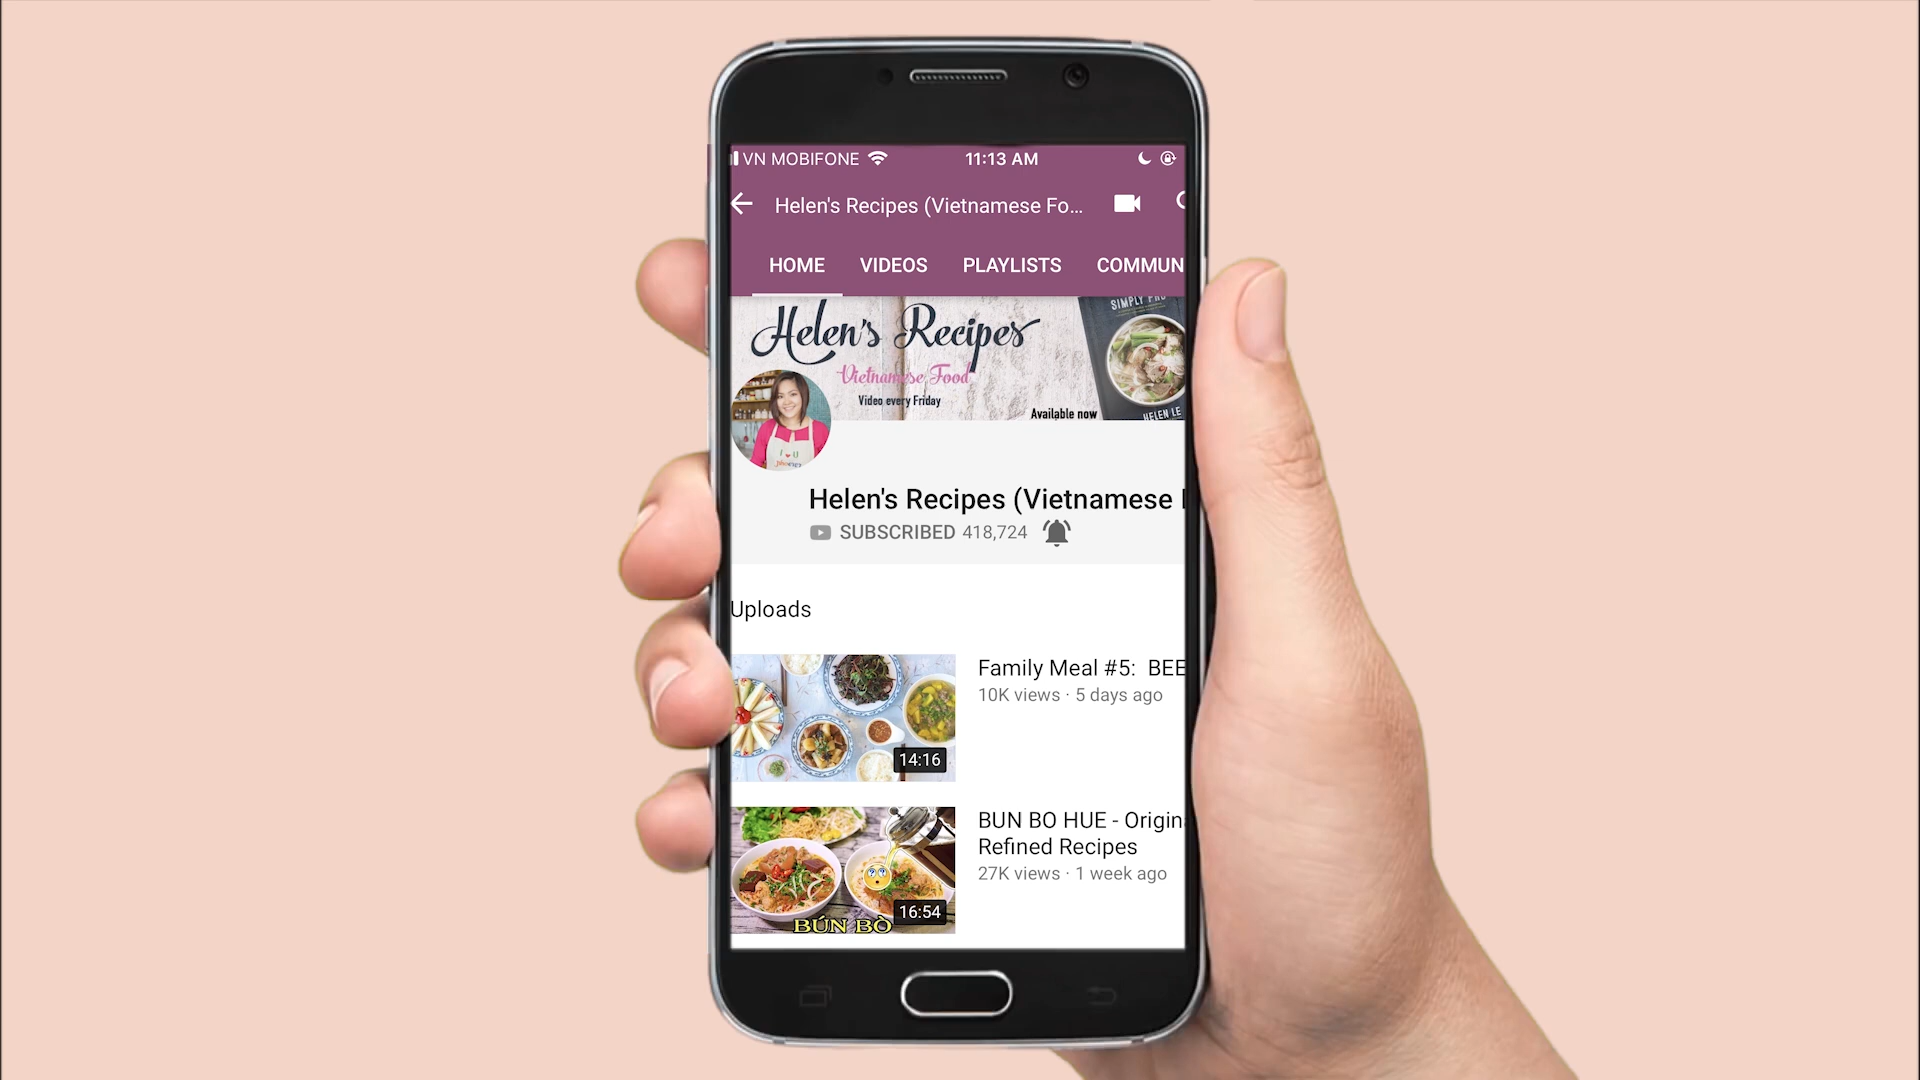 VN MOBIFONE 11:13 AM
Helen's Recipes (Vietnamese Fo...
HOME VIDEOS PLAYLISTS COMMUN
SIMPLY PHO
Helen's Recipes
Vietnamese Food
Video every Friday
Available now
HELEN LE
I ♥ U
Helen's Recipes (Vietnamese
SUBSCRIBED 418,724
Uploads
Family Meal #5: BEE
10K views · 5 days ago
14:16
BUN BO HUE - Origin
Refined Recipes
27K views · 1 week ago
16:54
BÚN BÒ